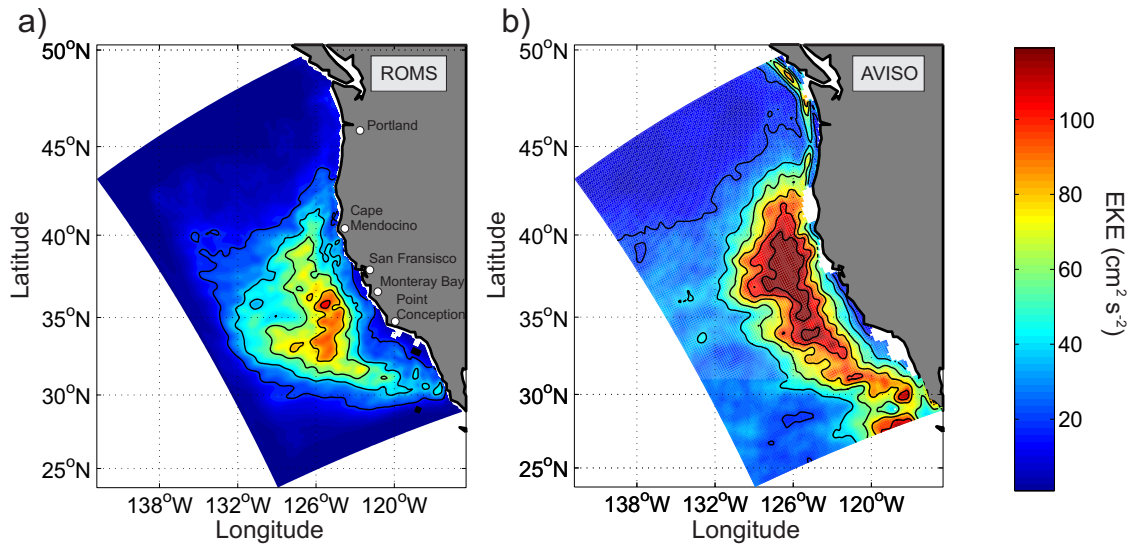 a)
ROMS
50°N
45°N
40°N
35°N
30°N
25°N
Latitude
Portland
Cape
Mendocino
San Fransisco
Monteray Bay
Point
Conception
138°W
132°W
126°W
120°W
Longitude
b)
AVISO
50°N
45°N
40°N
35°N
30°N
25°N
Latitude
138°W
132°W
126°W
120°W
Longitude
100
80
60
40
20
EKE (cm² s⁻²)